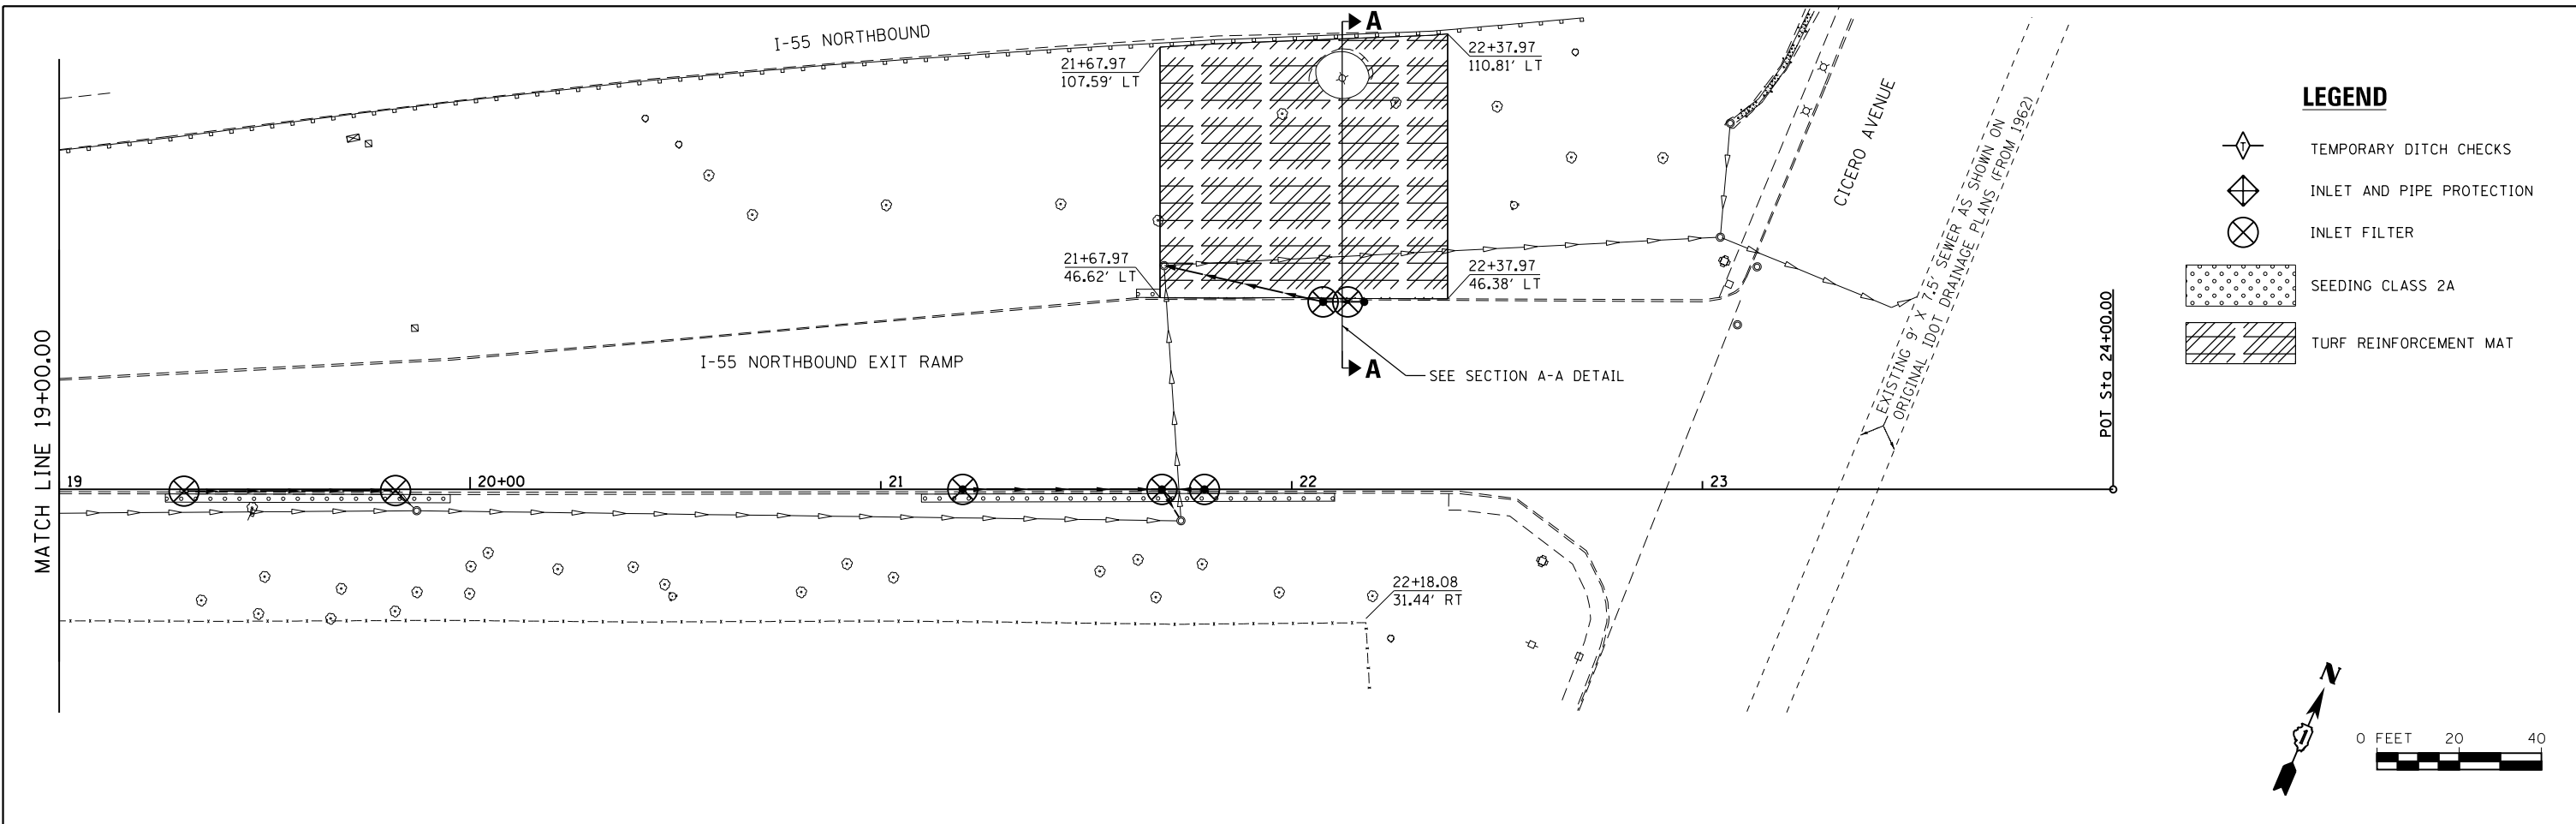 I-55 NORTHBOUND
A
21+67.97
107.59' LT
22+37.97
110.81' LT
CICERO AVENUE
EXISTING 9' X 7.5' SEWER AS SHOWN ON
ORIGINAL IDOT DRAINAGE PLANS (FROM 1962)
LEGEND
T
TEMPORARY DITCH CHECKS
INLET AND PIPE PROTECTION
INLET FILTER
SEEDING CLASS 2A
TURF REINFORCEMENT MAT
21+67.97
46.62' LT
22+37.97
46.38' LT
I-55 NORTHBOUND EXIT RAMP
A
SEE SECTION A-A DETAIL
MATCH LINE 19+00.00
POT Sta 24+00.00
19
20+00
21
22
23
22+18.08
31.44' RT
N
0 FEET
20
40